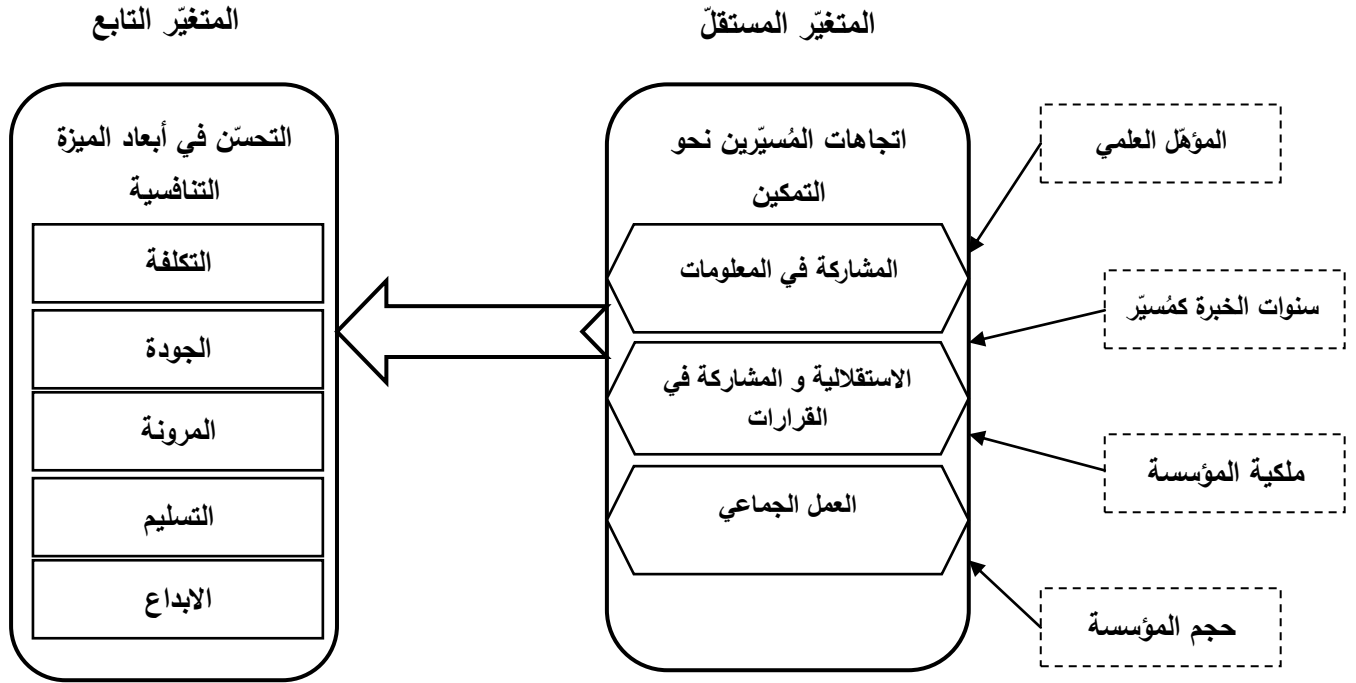 المتغيّر المستقلّ
المتغيّر التابع
المؤهّل العلمي
سنوات الخبرة كمُسيّر
ملكية المؤسسة
حجم المؤسسة
اتجاهات المُسيّرين نحو
التمكين
المشاركة في المعلومات
الاستقلالية و المشاركة في
القرارات
العمل الجماعي
التحسّن في أبعاد الميزة
التنافسية
التكلفة
الجودة
المرونة
التسليم
الابداع